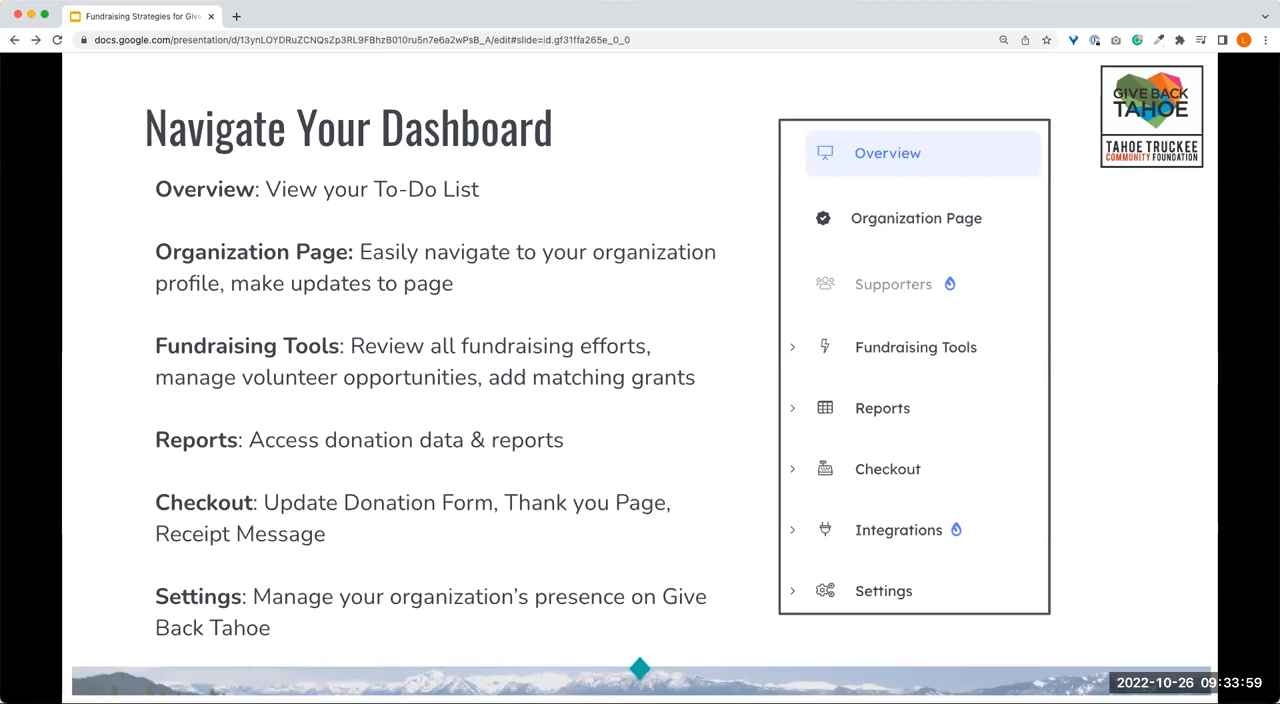 Fundraising Strategies for Give
docs.google.com/presentation/d/13ynLOYDRuZCNQsZp3RL9FBhzB010ru5n7e6a2wPsB_A/edit#slide=id.gf31ffa265e_0_0
L
GIVE BACK
TAHOE
TAHOE TRUCKEE
COMMUNITY FOUNDATION
Navigate Your Dashboard
Overview: View your To-Do List
Organization Page: Easily navigate to your organization
profile, make updates to page
Fundraising Tools: Review all fundraising efforts,
manage volunteer opportunities, add matching grants
Reports: Access donation data & reports
Checkout: Update Donation Form, Thank you Page,
Receipt Message
Settings: Manage your organization's presence on Give
Back Tahoe
Overview
Organization Page
Supporters
Fundraising Tools
Reports
Checkout
Integrations
Settings
2022-10-26 09:33:59